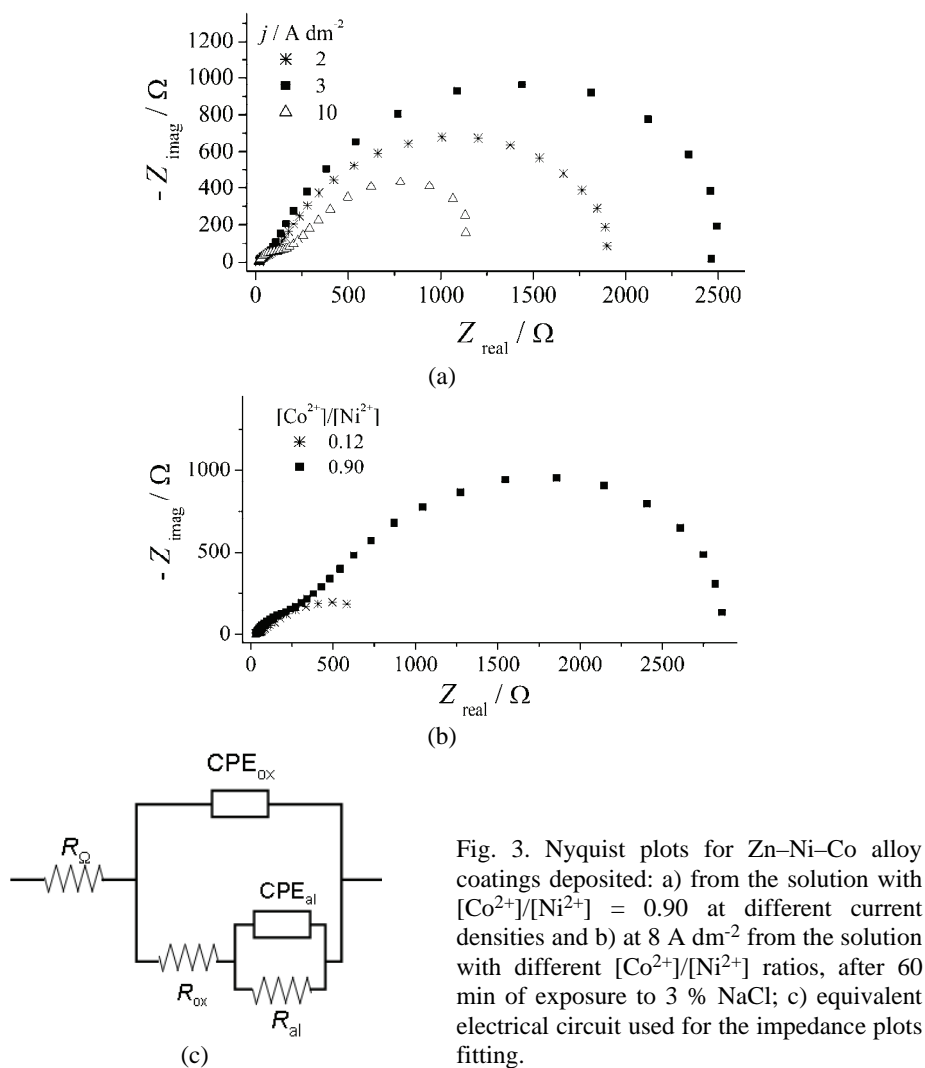 j / A dm-2
2
3
10
1200
1000
800
600
400
200
0
- Z imag / Ω
0 500 1000 1500 2000 2500
Z real / Ω
(a)
[Co2+]/[Ni2+]
0.12
0.90
1000
500
0
- Z imag / Ω
0 500 1000 1500 2000 2500
Z real / Ω
(b)
CPEox
RΩ
CPEal
Rox
Ral
(c)
Fig. 3. Nyquist plots for Zn–Ni–Co alloy
coatings deposited: a) from the solution with
[Co2+]/[Ni2+] = 0.90 at different current
densities and b) at 8 A dm-2 from the solution
with different [Co2+]/[Ni2+] ratios, after 60
min of exposure to 3 % NaCl; c) equivalent
electrical circuit used for the impedance plots
fitting.